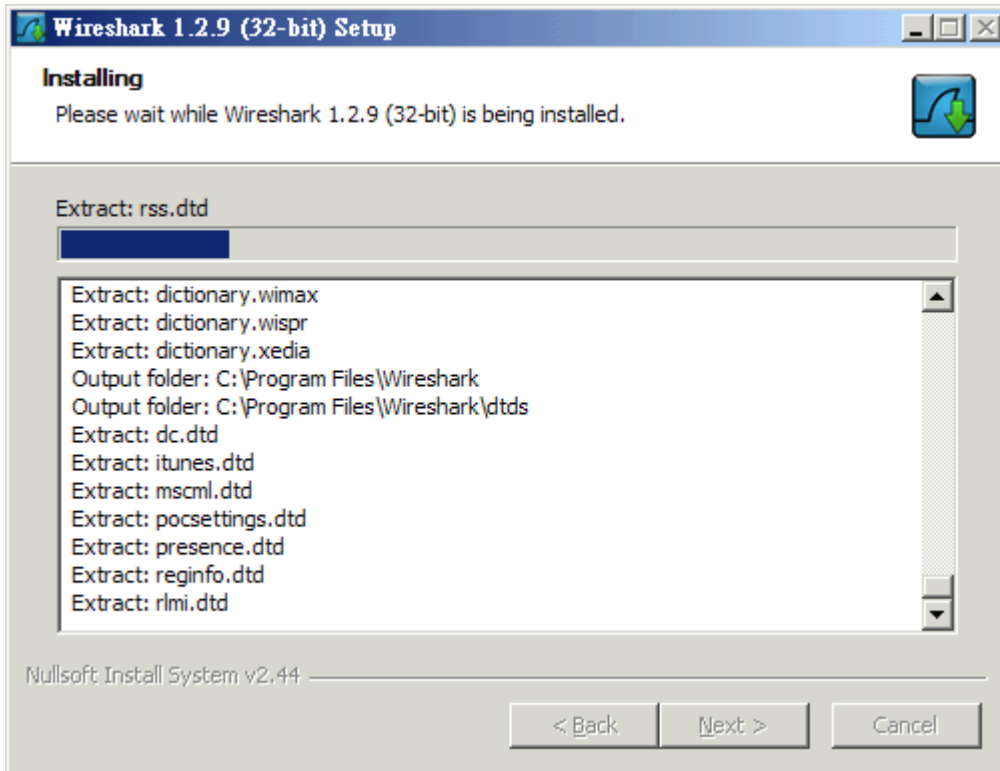 Wireshark 1.2.9 (32-bit) Setup
Installing
Please wait while Wireshark 1.2.9 (32-bit) is being installed.
Extract: rss.dtd
Extract: dictionary.wimax
Extract: dictionary.wispr
Extract: dictionary.xedia
Output folder: C:\Program Files\Wireshark
Output folder: C:\Program Files\Wireshark\dtds
Extract: dc.dtd
Extract: itunes.dtd
Extract: mscml.dtd
Extract: pocsettings.dtd
Extract: presence.dtd
Extract: reginfo.dtd
Extract: rlmi.dtd
Nullsoft Install System v2.44
< Back
Next >
Cancel